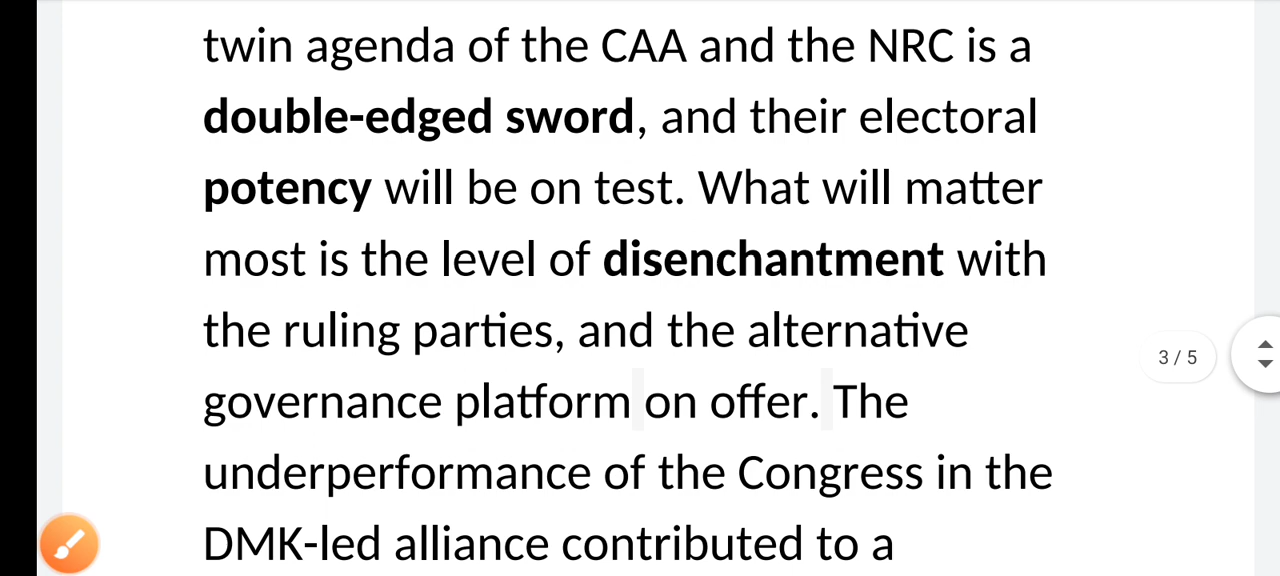 twin agenda of the CAA and the NRC is a
double-edged sword, and their electoral
potency will be on test. What will matter
most is the level of disenchantment with
the ruling parties, and the alternative
governance platform on offer. The
3 / 5
underperformance of the Congress in the
DMK-led alliance contributed to a